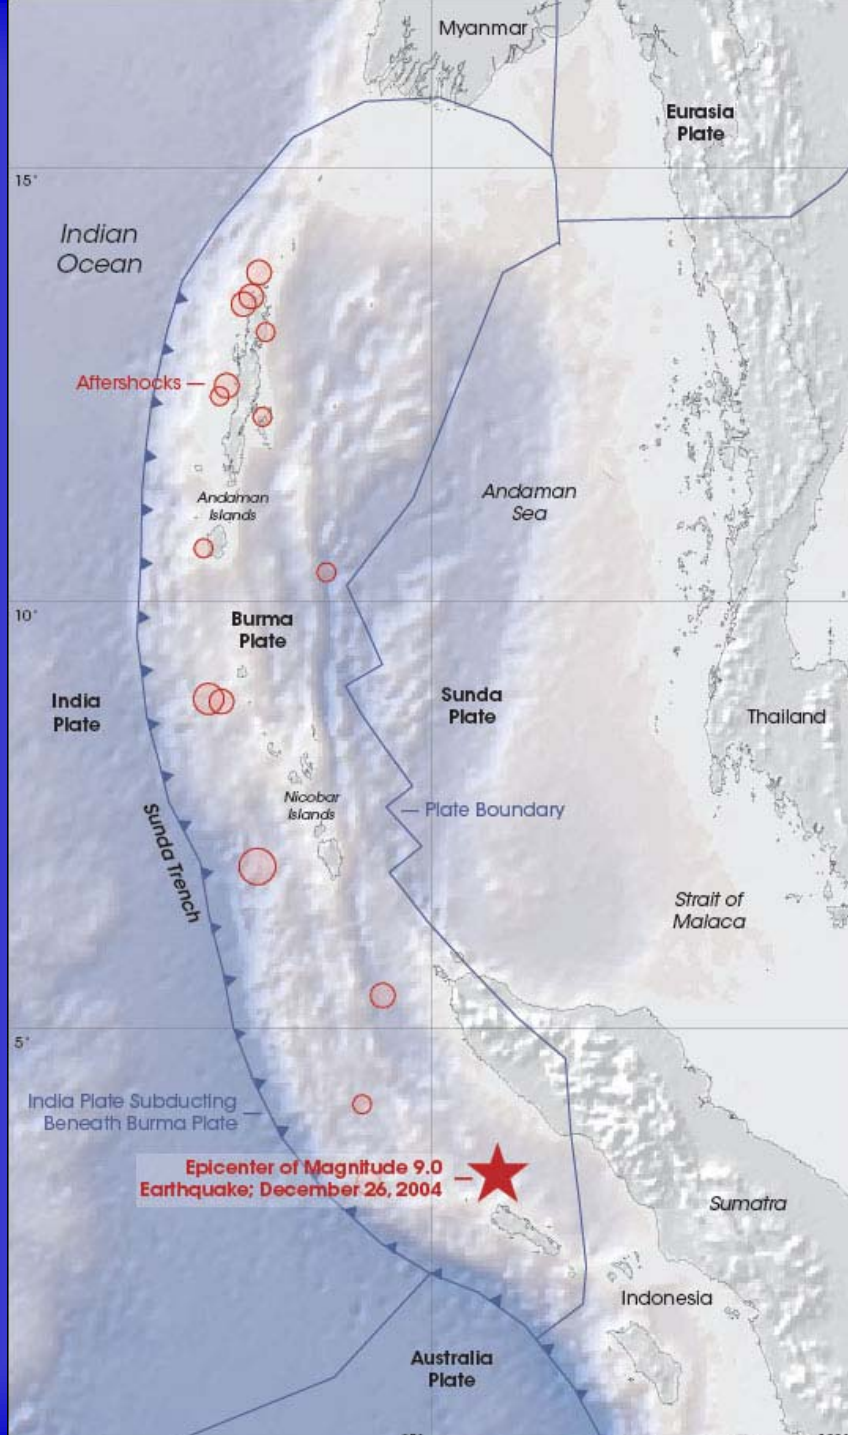 Myanmar
Eurasia
Plate
15°
Indian
Ocean
Aftershocks
Andaman
Islands
Andaman
Sea
10°
Burma
Plate
India
Plate
Sunda
Plate
Thailand
Nicobar
Islands
Plate Boundary
Sunda Trench
Strait of
Malaca
5°
India Plate Subducting
Beneath Burma Plate
Epicenter of Magnitude 9.0
Earthquake; December 26, 2004
Sumatra
Indonesia
Australia
Plate